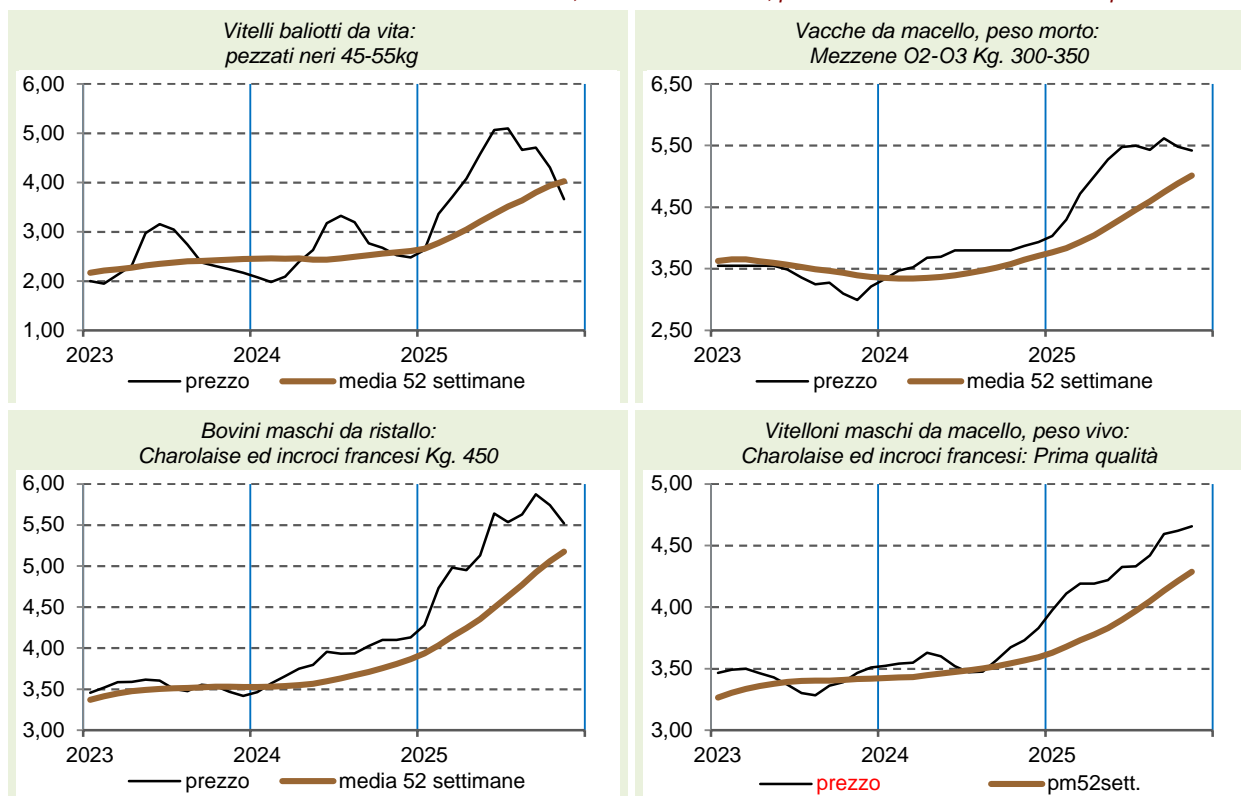 Vitelli baliotti da vita:
pezzati neri 45-55kg
6,00
5,00
4,00
3,00
2,00
1,00
2023 2024 2025
prezzo media 52 settimane
Vacche da macello, peso morto:
Mezzene O2-O3 Kg. 300-350
6,50
5,50
4,50
3,50
2,50
2023 2024 2025
prezzo media 52 settimane
Bovini maschi da ristallo:
Charolaise ed incroci francesi Kg. 450
6,00
5,50
5,00
4,50
4,00
3,50
3,00
2023 2024 2025
prezzo media 52 settimane
Vitelloni maschi da macello, peso vivo:
Charolaise ed incroci francesi: Prima qualità
5,00
4,50
4,00
3,50
3,00
2023 2024 2025
prezzo pm52sett.